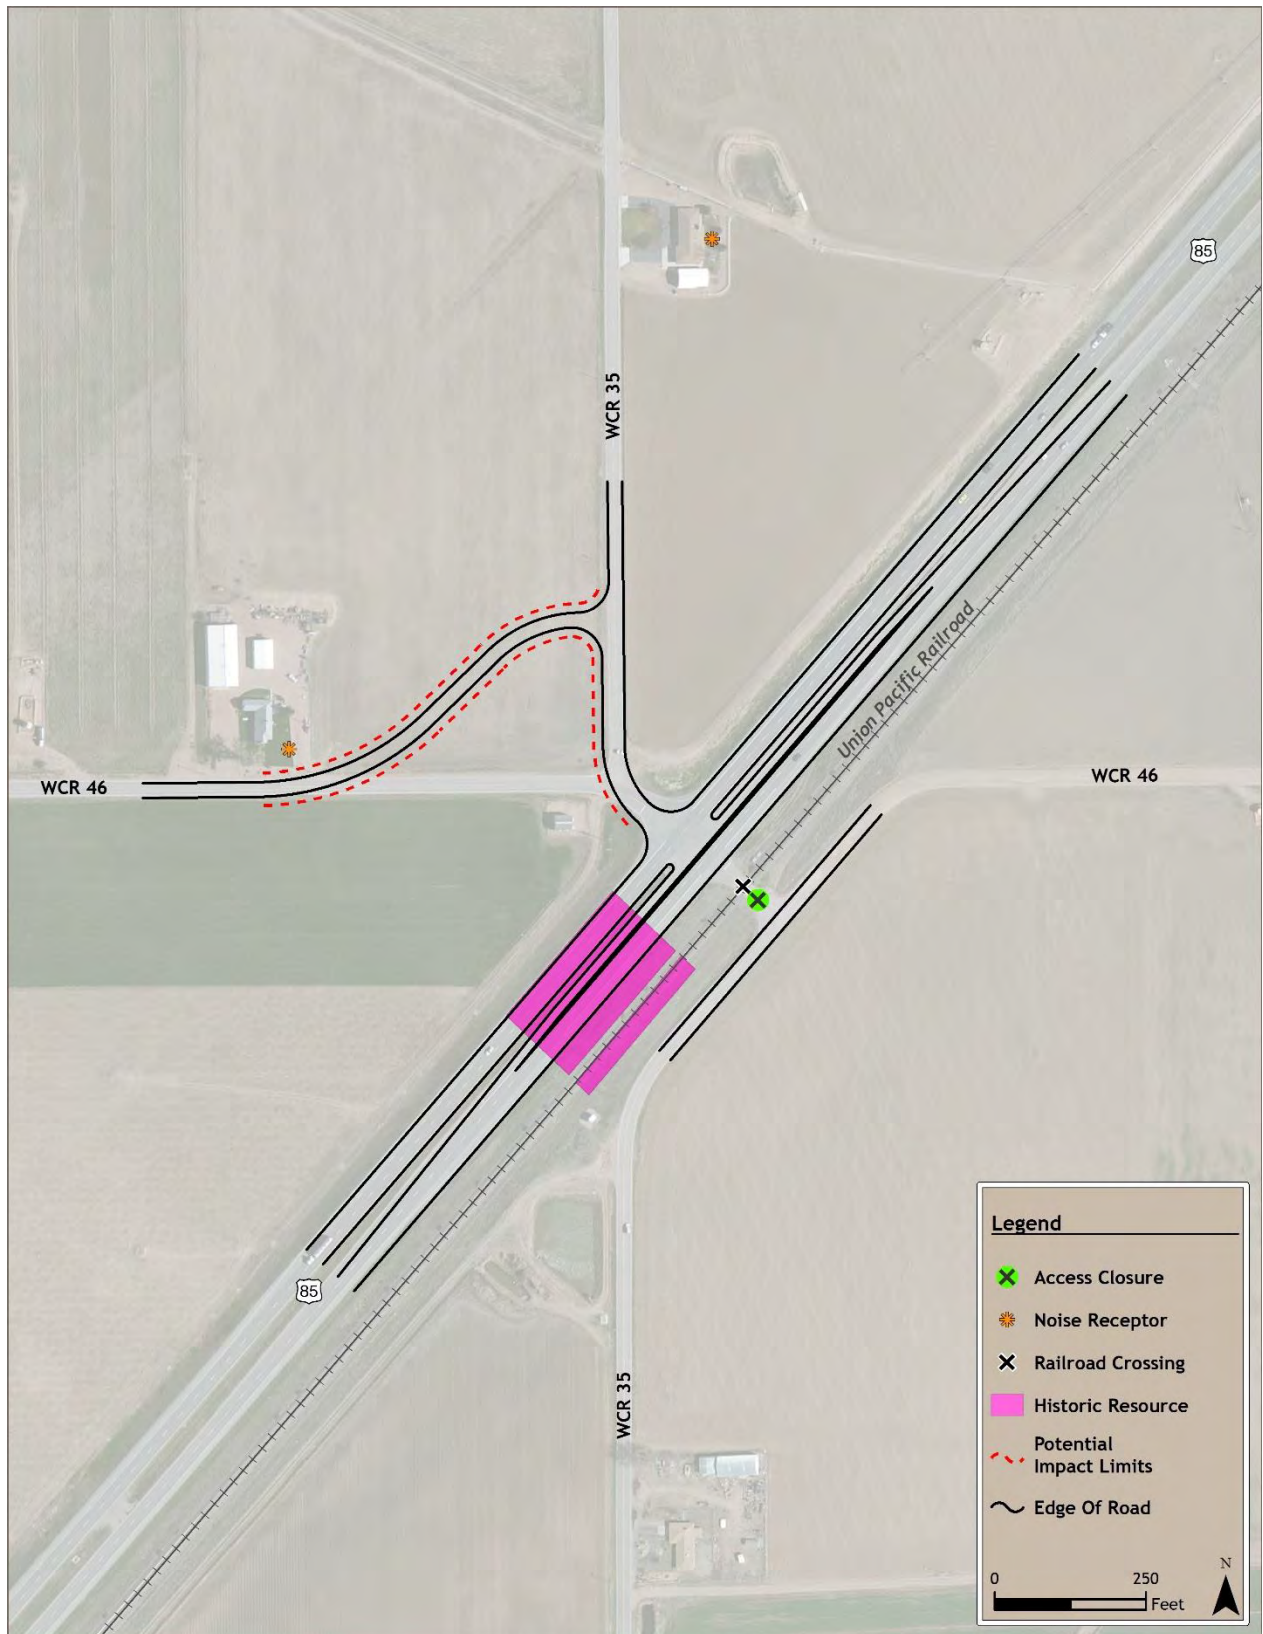 85
WCR 35
Union Pacific Railroad
WCR 46
WCR 46
85
WCR 35
Legend
Access Closure
Noise Receptor
Railroad Crossing
Historic Resource
Potential
Impact Limits
Edge Of Road
N
0 250
Feet